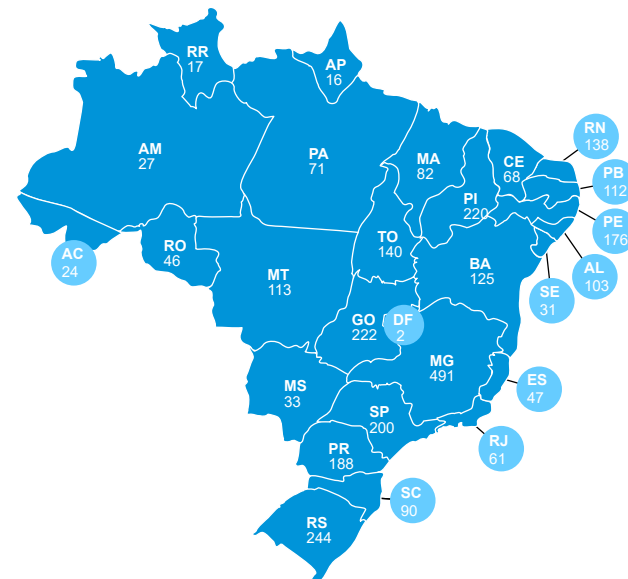 RR
17
AP
16
RN
138
AM
27
PA
71
MA
82
CE
68
PB
112
PI
220
PE
176
TO
140
AC
24
RO
46
MT
113
BA
125
AL
103
SE
31
GO
222
DF
2
MG
491
ES
47
MS
33
SP
200
RJ
61
PR
188
SC
90
RS
244